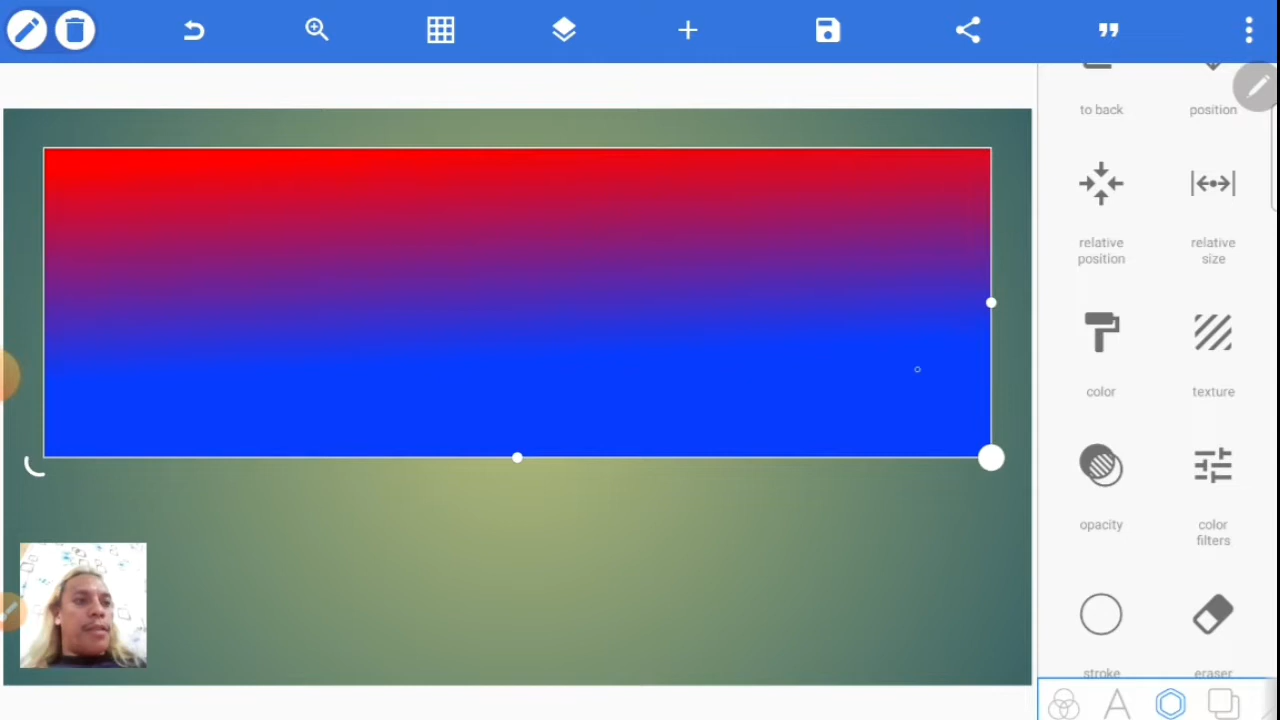 to back
position
relative
position
relative
size
color
texture
opacity
color
filters
stroke
eraser